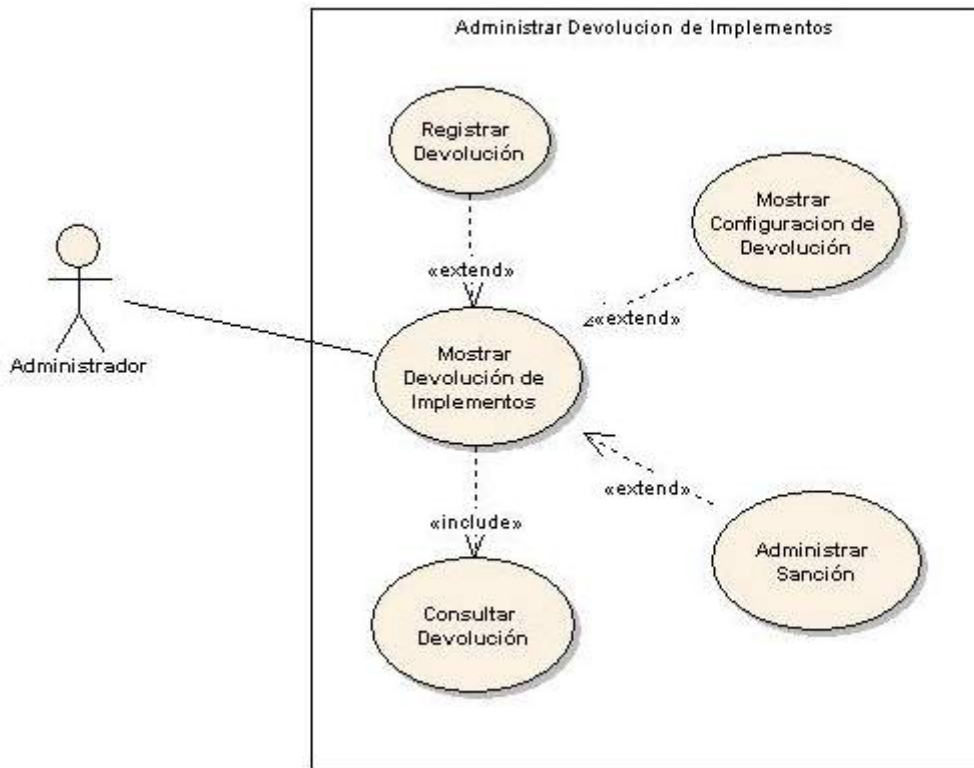 Administrar Devolucion de Implementos
Registrar
Devolución
Mostrar
Configuracion de
Devolución
«extend»
«extend»
Administrador
Mostrar
Devolución de
Implementos
«extend»
«include»
Administrar
Sanción
Consultar
Devolución